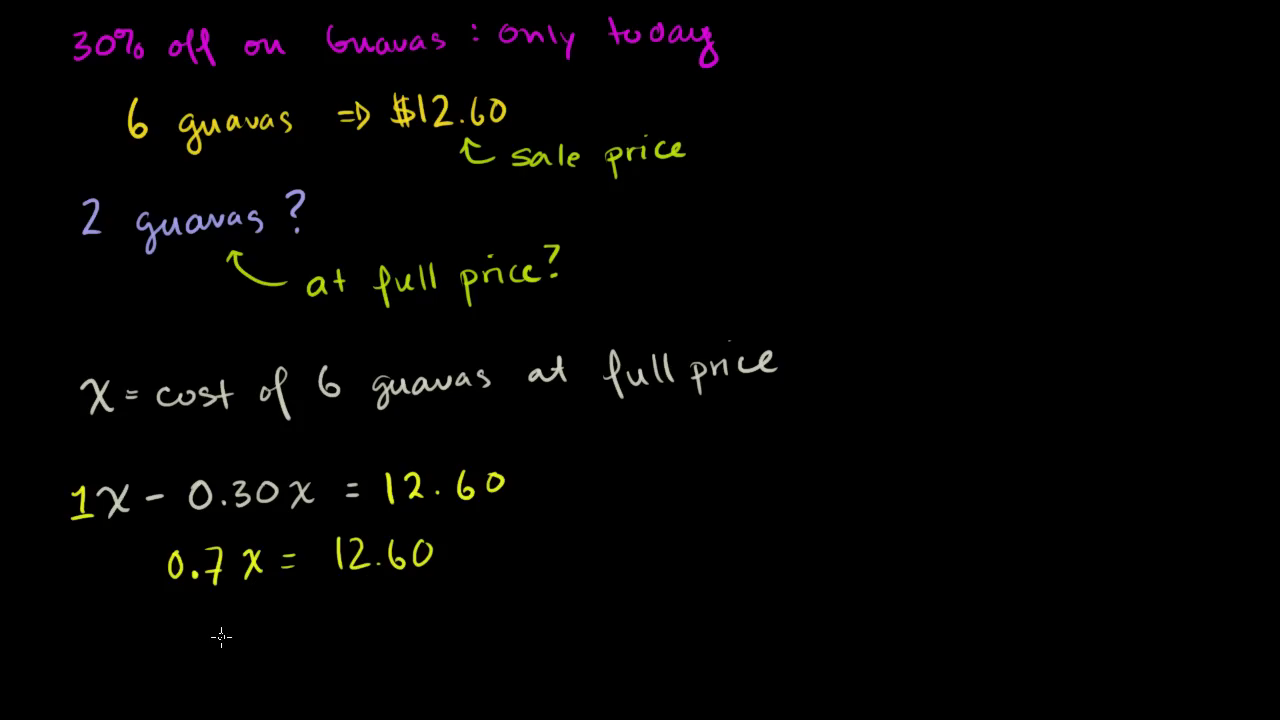 30% off on Guavas : only today
6 guavas ⇒ $12.60
sale price
2 guavas ?
at full price?
x = cost of 6 guavas at full price
1x - 0.30x = 12.60
0.7x = 12.60